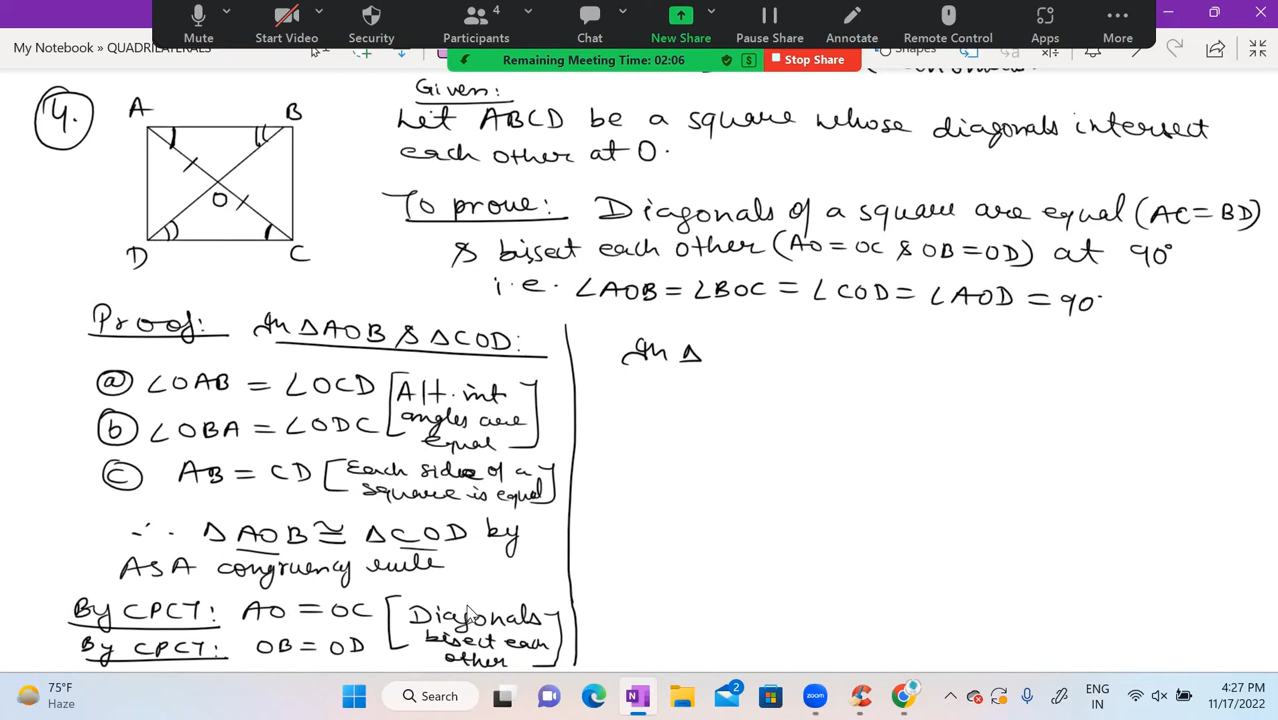 Mute
Start Video
Security
4
Participants
Chat
New Share
Pause Share
Annotate
Remote Control
Apps
More
My Notebook » QUADRILATERALS
Remaining Meeting Time: 02:06
Stop Share
Shapes
4.
A
B
O
D
C
Given:
Let ABCD be a square whose diagonals intersect
each other at O.
To prove: Diagonals of a square are equal (AC = BD)
& bisect each other (AO = OC & OB = OD) at 90°
i.e. ∠AOB = ∠BOC = ∠COD = ∠AOD = 90°
Proof: In ΔAOB & ΔCOD:
(a) ∠OAB = ∠OCD [Alt. int
angles are
equal]
(b) ∠OBA = ∠ODC
(c) AB = CD [Each side of a
square is equal]
∴ ΔAOB ≅ ΔCOD by
ASA congruency rule
By CPCT: AO = OC [Diagonals
bisect each
other]
By CPCT: OB = OD
In Δ
75°F
Haze
Search
2
zoom
ENG
IN
4:27 PM
11/17/2022